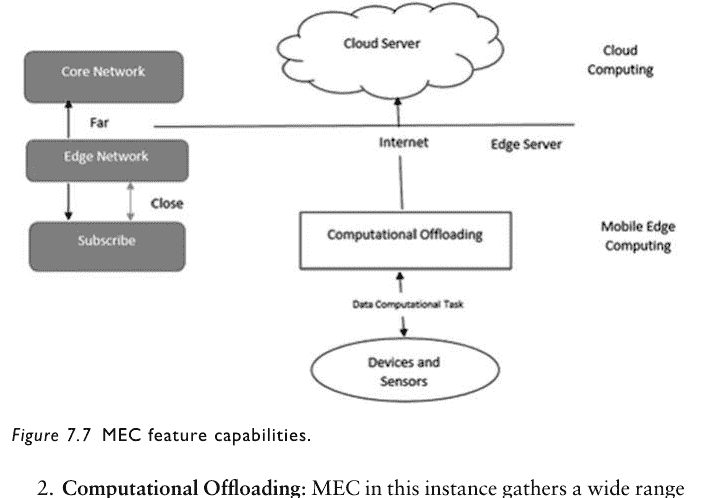 Cloud Server
Cloud
Computing
Core Network
Far
Internet
Edge Server
Edge Network
Close
Subscribe
Computational Offloading
Mobile Edge
Computing
Data Computational Task
Devices and
Sensors
Figure 7.7 MEC feature capabilities.
2. Computational Offloading: MEC in this instance gathers a wide range